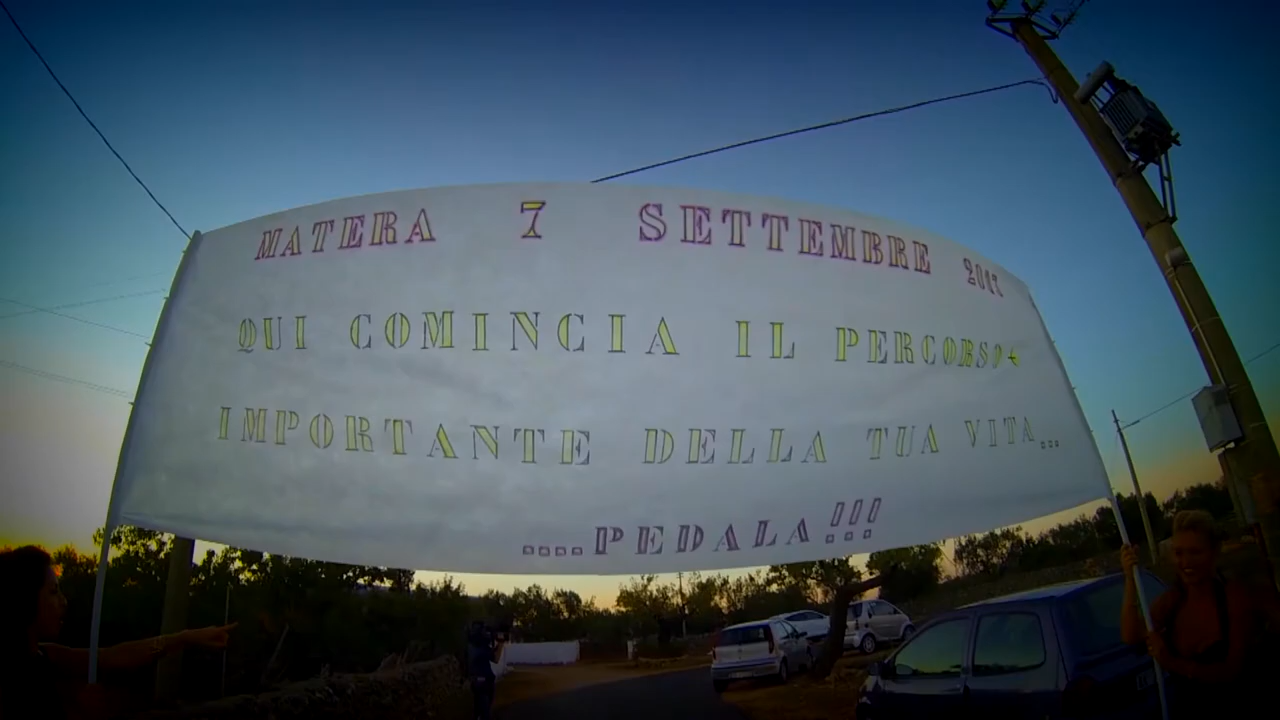 MATERA 7 SETTEMBRE
QUI COMINCIA IL PERCORSO+
IMPORTANTE DELLA TUA VITA...
....PEDALA!!!